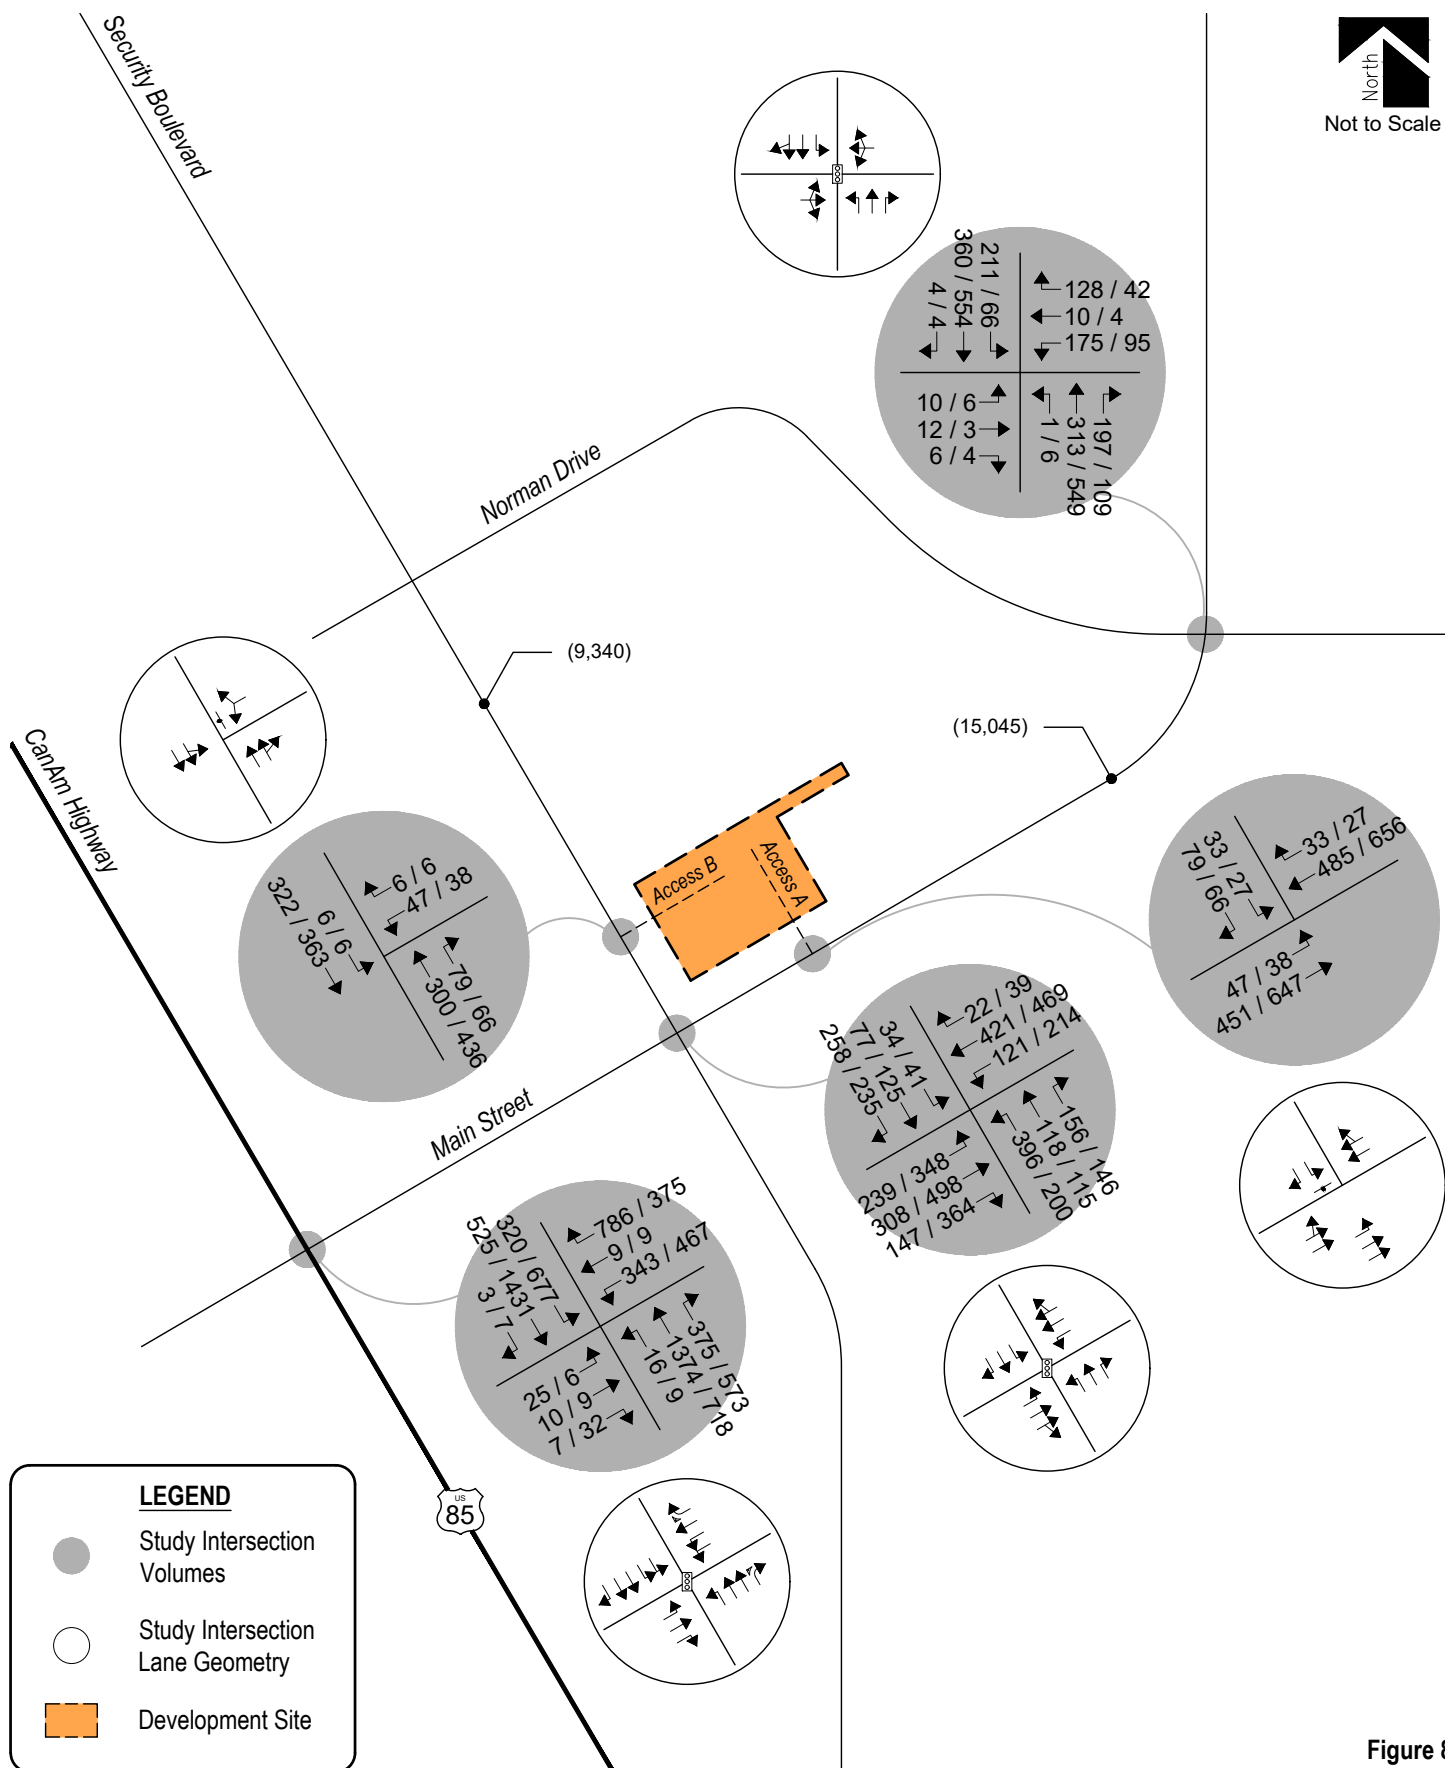 Security Boulevard
North
Not to Scale
211 / 66
360 / 554
4 / 4
128 / 42
10 / 4
175 / 95
10 / 6
12 / 3
6 / 4
1 / 6
313 / 549
197 / 109
Norman Drive
(9,340)
(15,045)
CanAm Highway
Access B
Access A
6 / 6
47 / 38
6 / 6
322 / 363
79 / 66
300 / 436
33 / 27
79 / 66
33 / 27
485 / 656
47 / 38
451 / 647
22 / 39
421 / 469
121 / 214
34 / 41
77 / 125
258 / 235
239 / 348
308 / 498
147 / 364
156 / 146
118 / 115
396 / 200
Main Street
786 / 375
9 / 9
343 / 467
320 / 677
525 / 1431
3 / 7
25 / 6
10 / 9
7 / 32
375 / 573
1374 / 718
16 / 9
US
85
LEGEND
Study Intersection
Volumes
Study Intersection
Lane Geometry
Development Site
Figure 8